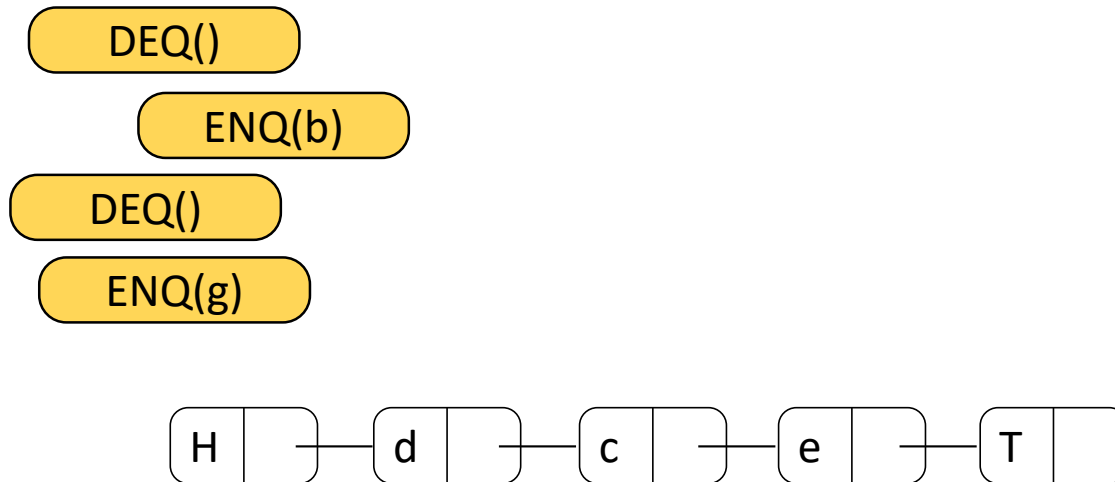 DEQ()
ENQ(b)
DEQ()
ENQ(g)
H d c e T